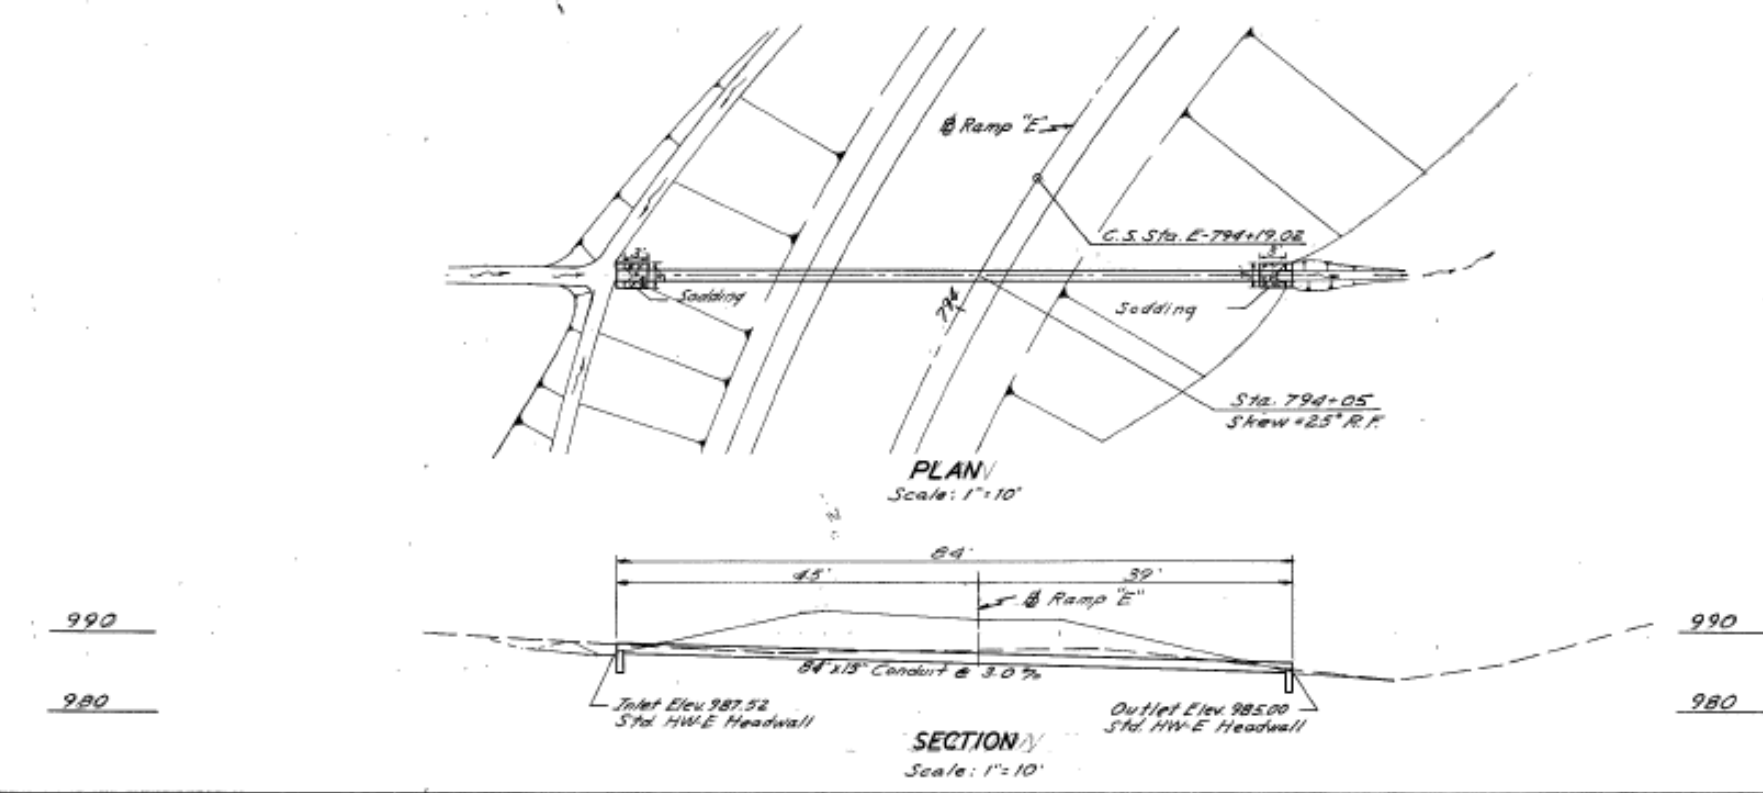 Ramp "E"
C.S. Sta. E-794+19.02
3'
3'
Sodding
794
Sodding
Sta. 794+05
Skew = 25° R.F.
PLAN
Scale: 1"=10'
84'
45'
39'
Ramp "E"
990
990
84'x15" Conduit @ 3.0%
980
Inlet Elev. 987.52
Std. HW-E Headwall
Outlet Elev. 985.00
Std. HW-E Headwall
980
SECTION
Scale: 1"=10'